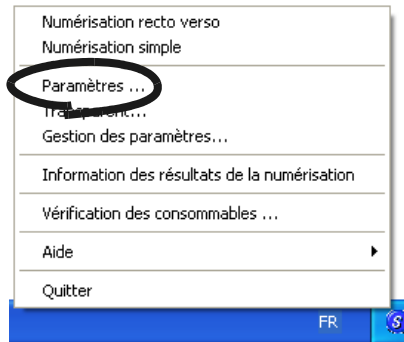 Numérisation recto verso
Numérisation simple
Paramètres ...
Transparent...
Gestion des paramètres...
Information des résultats de la numérisation
Vérification des consommables ...
Aide
Quitter
FR
S